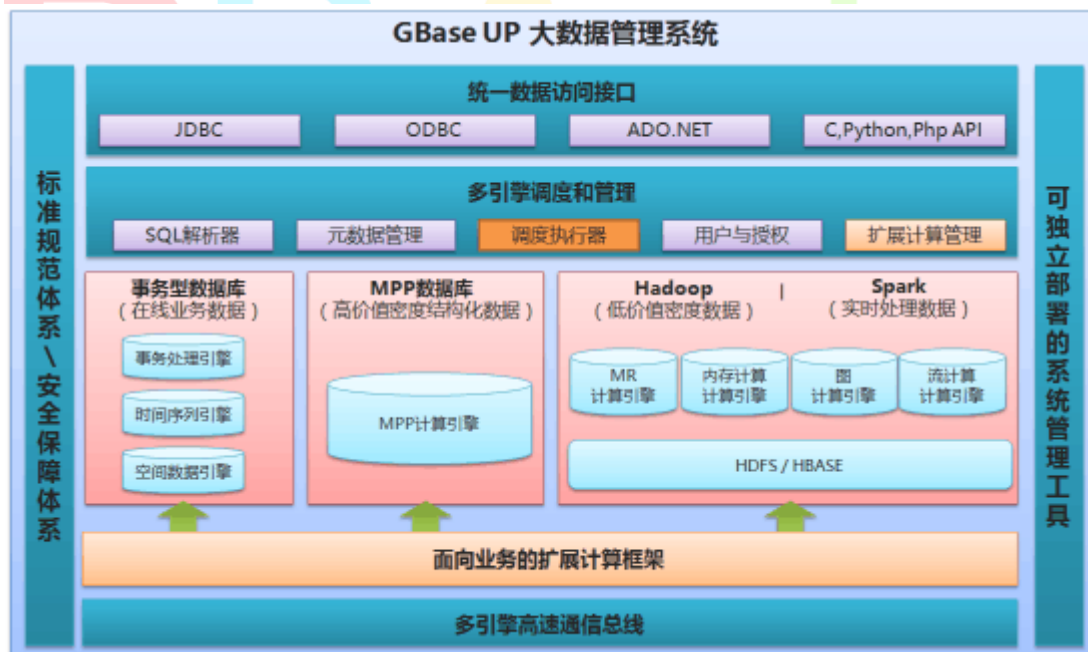 GBase UP 大数据管理系统
标准规范体系\安全保障体系
统一数据访问接口
JDBC
ODBC
ADO.NET
C,Python,Php API
多引擎调度和管理
SQL解析器
元数据管理
调度执行器
用户与授权
扩展计算管理
事务型数据库
(在线业务数据)
事务处理引擎
时间序列引擎
空间数据引擎
MPP数据库
(高价值密度结构化数据)
MPP计算引擎
Hadoop | Spark
(低价值密度数据) (实时处理数据)
MR
计算引擎
内存计算
计算引擎
图
计算引擎
流计算
计算引擎
HDFS / HBASE
面向业务的扩展计算框架
多引擎高速通信总线
可独立部署的系统管理工具